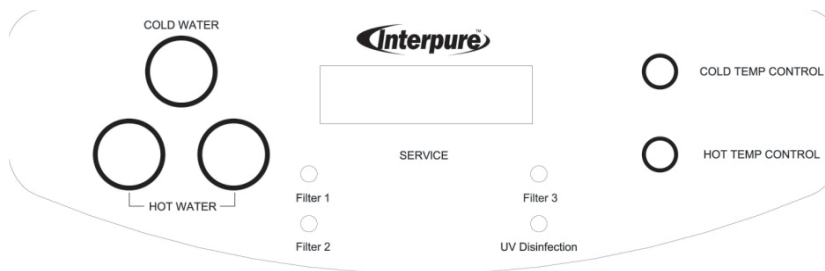 COLD WATER
Interpure™
COLD TEMP CONTROL
HOT TEMP CONTROL
SERVICE
Filter 1
Filter 3
HOT WATER
Filter 2
UV Disinfection